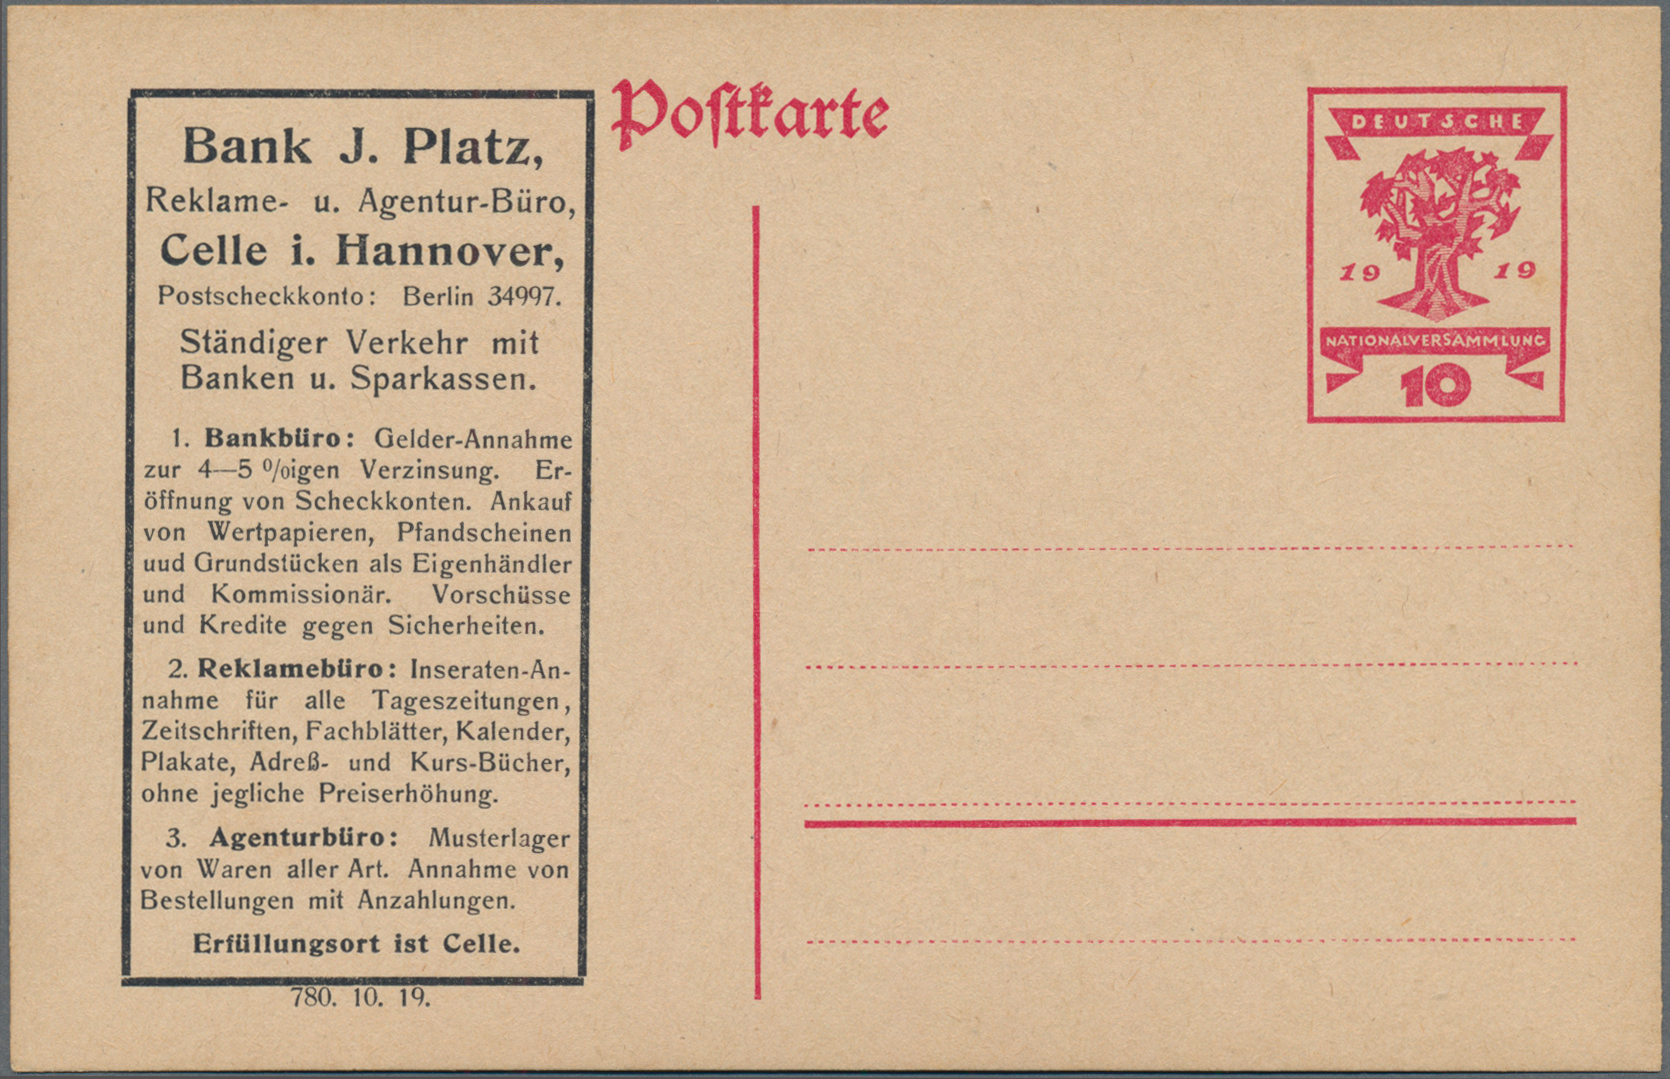 Bank J. Platz,
Reklame- u. Agentur-Büro,
Celle i. Hannover,
Postscheckkonto: Berlin 34997.
Ständiger Verkehr mit
Banken u. Sparkassen.
1. Bankbüro: Gelder-Annahme
zur 4—5 %igen Verzinsung. Er-
öffnung von Scheckkonten. Ankauf
von Wertpapieren, Pfandscheinen
uud Grundstücken als Eigenhändler
und Kommissionär. Vorschüsse
und Kredite gegen Sicherheiten.
2. Reklamebüro: Inseraten-An-
nahme für alle Tageszeitungen,
Zeitschriften, Fachblätter, Kalender,
Plakate, Adreß- und Kurs-Bücher,
ohne jegliche Preiserhöhung.
3. Agenturbüro: Musterlager
von Waren aller Art. Annahme von
Bestellungen mit Anzahlungen.
Erfüllungsort ist Celle.
780. 10. 19.
Poſtkarte
DEUTSCHE
19 19
NATIONALVERSAMMLUNG
10